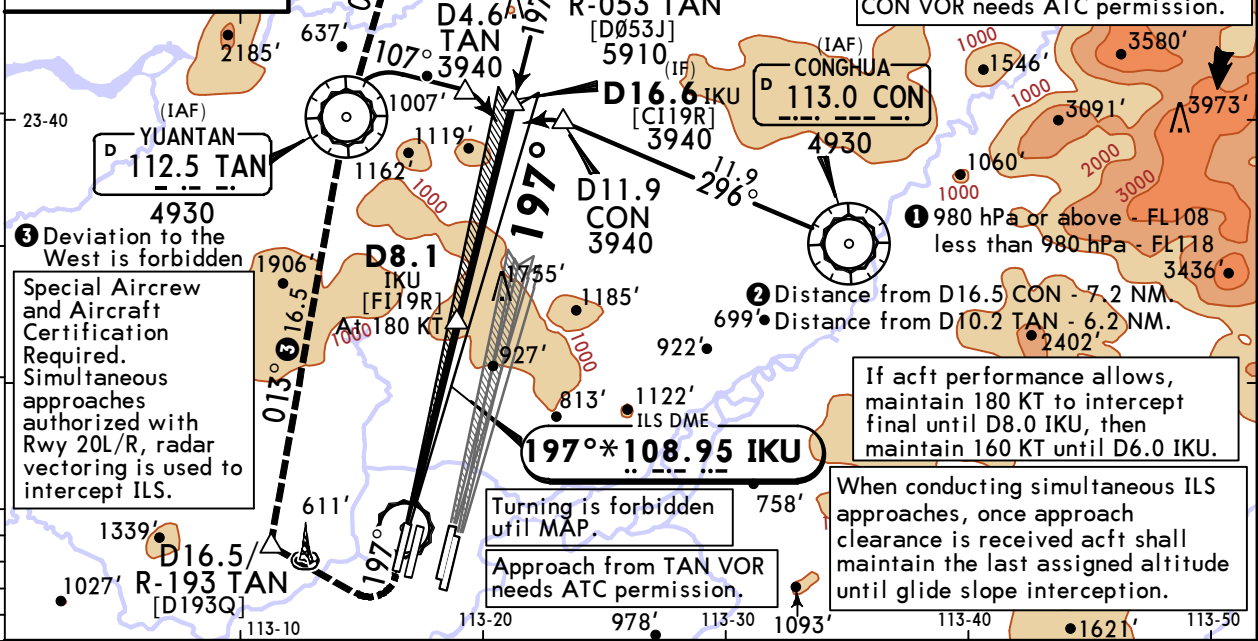 D4.6
TAN
3940
R-053 TAN
[DØ53J]
5910
CON VOR needs ATC permission.
637′
2185′
107°
1007′
(IF)
D16.6 IKU
[CI19R]
3940
(IAF)
CONGHUA
D 113.0 CON
4930
1000
1546′
3580′
1000
3091′
3973′
23-40
(IAF)
YUANTAN
D 112.5 TAN
4930
1119′
1162′
1000
197°
D11.9
CON
3940
11.9
296°
1060′
1000
2000
3000
❶ 980 hPa or above - FL108
less than 980 hPa - FL118
3436′
❸ Deviation to the
West is forbidden
1906′
D8.1
IKU
[FI19R]
At 180 KT
1755′
1185′
❷ Distance from D16.5 CON - 7.2 NM.
Distance from D10.2 TAN - 6.2 NM.
699′
922′
2402′
Special Aircrew
and Aircraft
Certification
Required.
Simultaneous
approaches
authorized with
Rwy 20L/R, radar
vectoring is used to
intercept ILS.
16.5
❸
013°
1000
927′
1000
813′
1122′
ILS DME
197°* 108.95 IKU
If acft performance allows,
maintain 180 KT to intercept
final until D8.0 IKU, then
maintain 160 KT until D6.0 IKU.
758′
When conducting simultaneous ILS
approaches, once approach
clearance is received acft shall
maintain the last assigned altitude
until glide slope interception.
Turning is forbidden
util MAP.
Approach from TAN VOR
needs ATC permission.
611′
1339′
D16.5/
R-193 TAN
[D193Q]
1027′
197°
113-10
113-20
978′
113-30
1093′
113-40
1621′
113-50